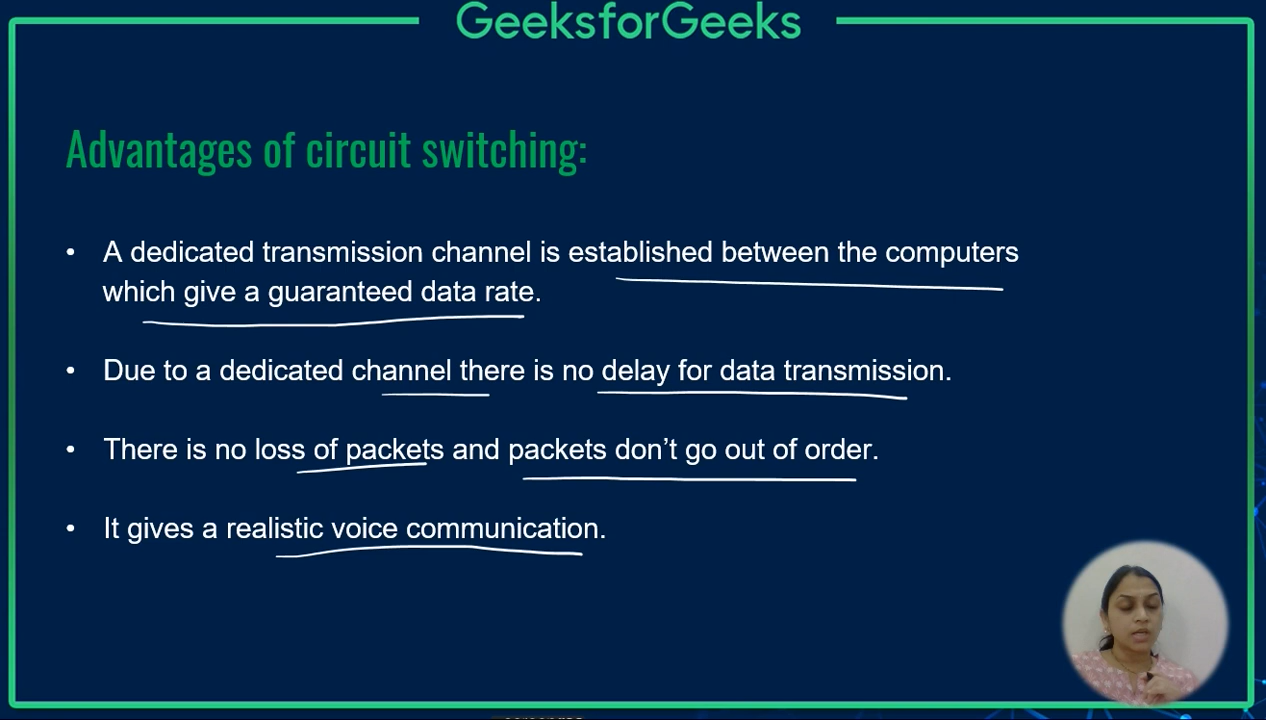 GeeksforGeeks
Advantages of circuit switching:
• A dedicated transmission channel is established between the computers
which give a guaranteed data rate.
• Due to a dedicated channel there is no delay for data transmission.
• There is no loss of packets and packets don’t go out of order.
• It gives a realistic voice communication.